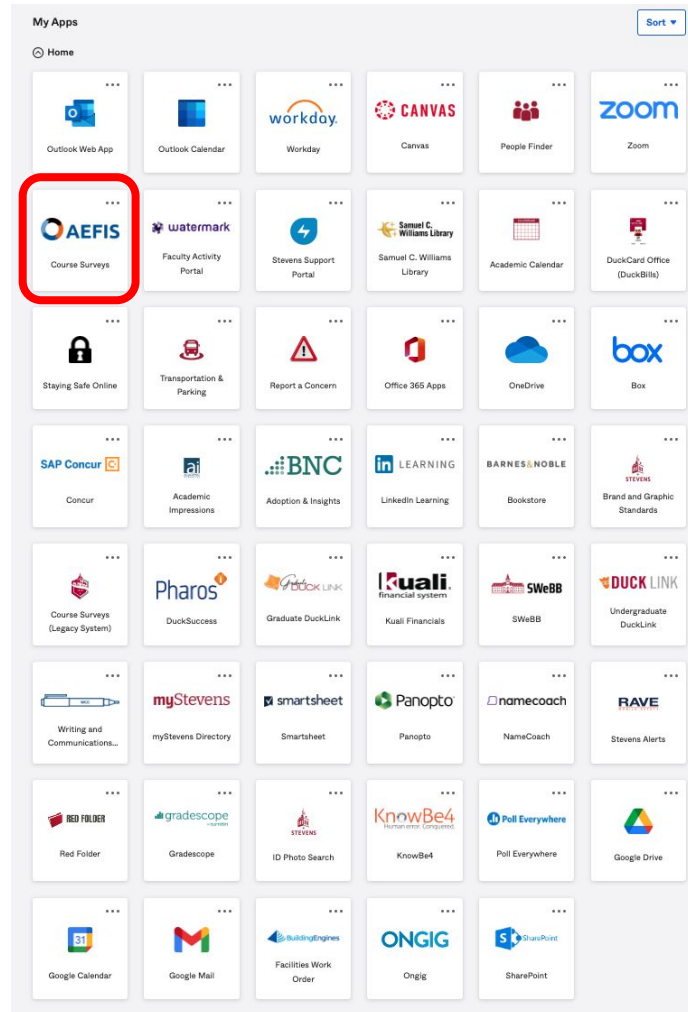 My Apps
Sort
Home
workday.
CANVAS
zoom
Outlook Web App
Outlook Calendar
Workday
Canvas
People Finder
Zoom
AEFIS
watermark
Samuel C.
Williams Library
Course Surveys
Faculty Activity
Portal
Stevens Support
Portal
Samuel C. Williams
Library
Academic Calendar
DuckCard Office
(DuckBills)
box
Staying Safe Online
Transportation &
Parking
Report a Concern
Office 365 Apps
OneDrive
Box
SAP Concur
ai
BNC
in LEARNING
BARNES&NOBLE
STEVENS
Concur
Academic
Impressions
Adoption & Insights
LinkedIn Learning
Bookstore
Brand and Graphic
Standards
Pharos
Graduate DUCK LINK
Kuali.
financial system
SWeBB
DUCK LINK
Course Surveys
(Legacy System)
DuckSuccess
Graduate DuckLink
Kuali Financials
SWeBB
Undergraduate
DuckLink
WCC
myStevens
smartsheet
Panopto
namecoach
RAVE
Writing and
Communications...
myStevens Directory
Smartsheet
Panopto
NameCoach
Stevens Alerts
RED FOLDER
gradescope
STEVENS
KnowBe4
Human error. Conquered.
Poll Everywhere
Red Folder
Gradescope
ID Photo Search
KnowBe4
Poll Everywhere
Google Drive
31
BuildingEngines
ONGIG
S SharePoint
Google Calendar
Google Mail
Facilities Work
Order
Ongig
SharePoint